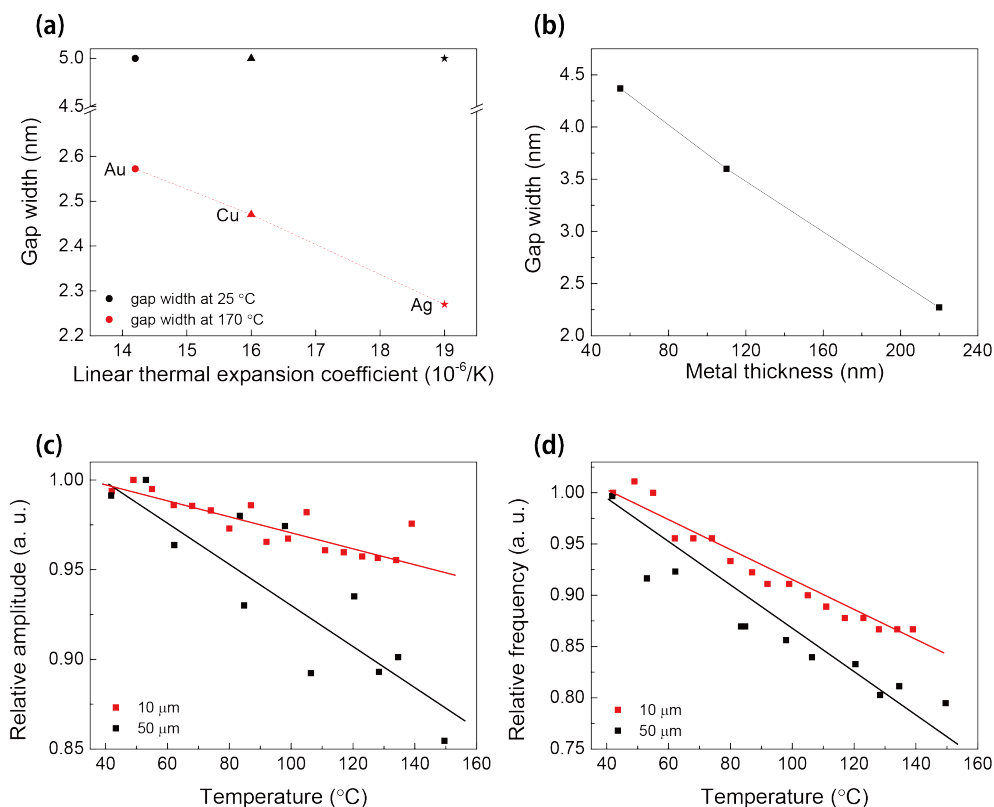 (a)
5.0
4.5
2.6
2.5
2.4
2.3
2.2
Gap width (nm)
Au
Cu
Ag
gap width at 25 °C
gap width at 170 °C
14 15 16 17 18 19
Linear thermal expansion coefficient (10⁻⁶/K)
(b)
4.5
4.0
3.5
3.0
2.5
2.0
Gap width (nm)
40 80 120 160 200 240
Metal thickness (nm)
(c)
1.00
0.95
0.90
0.85
Relative amplitude (a. u.)
10 μm
50 μm
40 60 80 100 120 140 160
Temperature (°C)
(d)
1.00
0.95
0.90
0.85
0.80
0.75
Relative frequency (a. u.)
10 μm
50 μm
40 60 80 100 120 140 160
Temperature (°C)